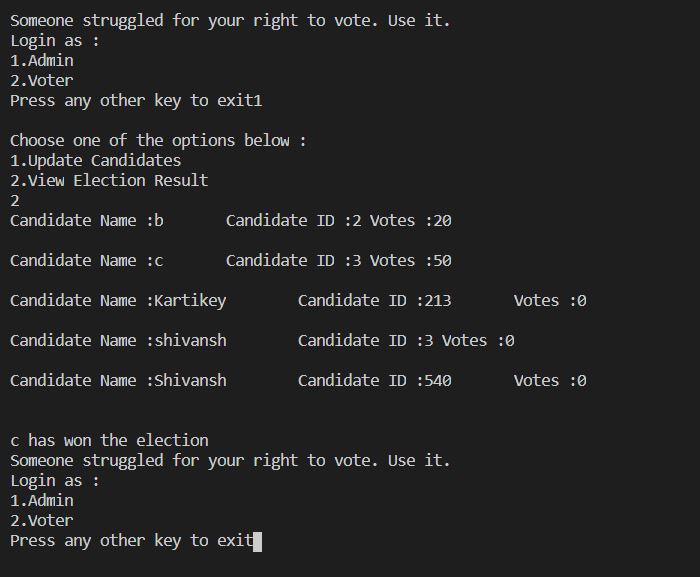 Someone struggled for your right to vote. Use it.
Login as :
1.Admin
2.Voter
Press any other key to exit1
Choose one of the options below :
1.Update Candidates
2.View Election Result
2
Candidate Name :b Candidate ID :2 Votes :20
Candidate Name :c Candidate ID :3 Votes :50
Candidate Name :Kartikey Candidate ID :213 Votes :0
Candidate Name :shivansh Candidate ID :3 Votes :0
Candidate Name :Shivansh Candidate ID :540 Votes :0
c has won the election
Someone struggled for your right to vote. Use it.
Login as :
1.Admin
2.Voter
Press any other key to exit